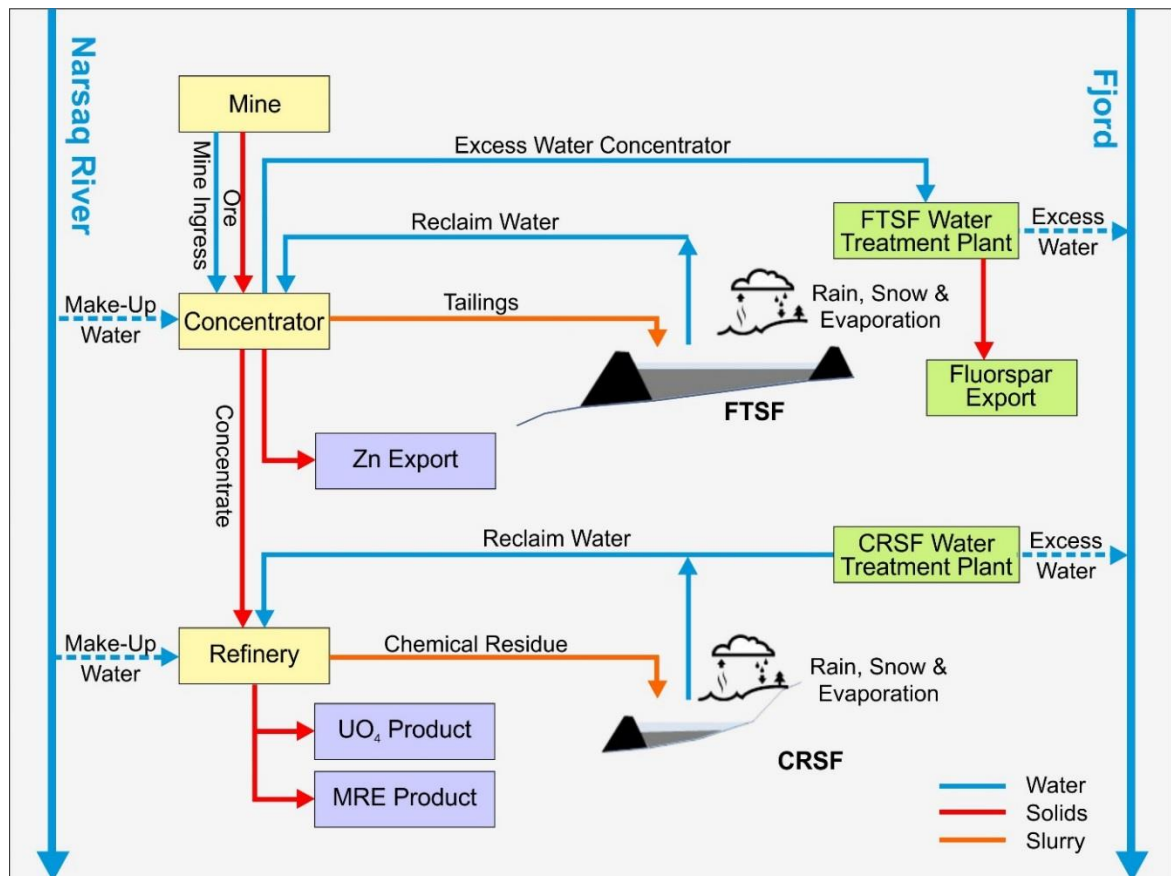 Narsaq River
Fjord
Mine
Mine Ingress
Ore
Excess Water Concentrator
Reclaim Water
FTSF Water
Treatment Plant
Excess
Water
Make-Up
Water
Concentrator
Tailings
Rain, Snow &
Evaporation
FTSF
Fluorspar
Export
Concentrate
Zn Export
Reclaim Water
CRSF Water
Treatment Plant
Excess
Water
Make-Up
Water
Refinery
Chemical Residue
Rain, Snow &
Evaporation
CRSF
UO₄ Product
MRE Product
Water
Solids
Slurry